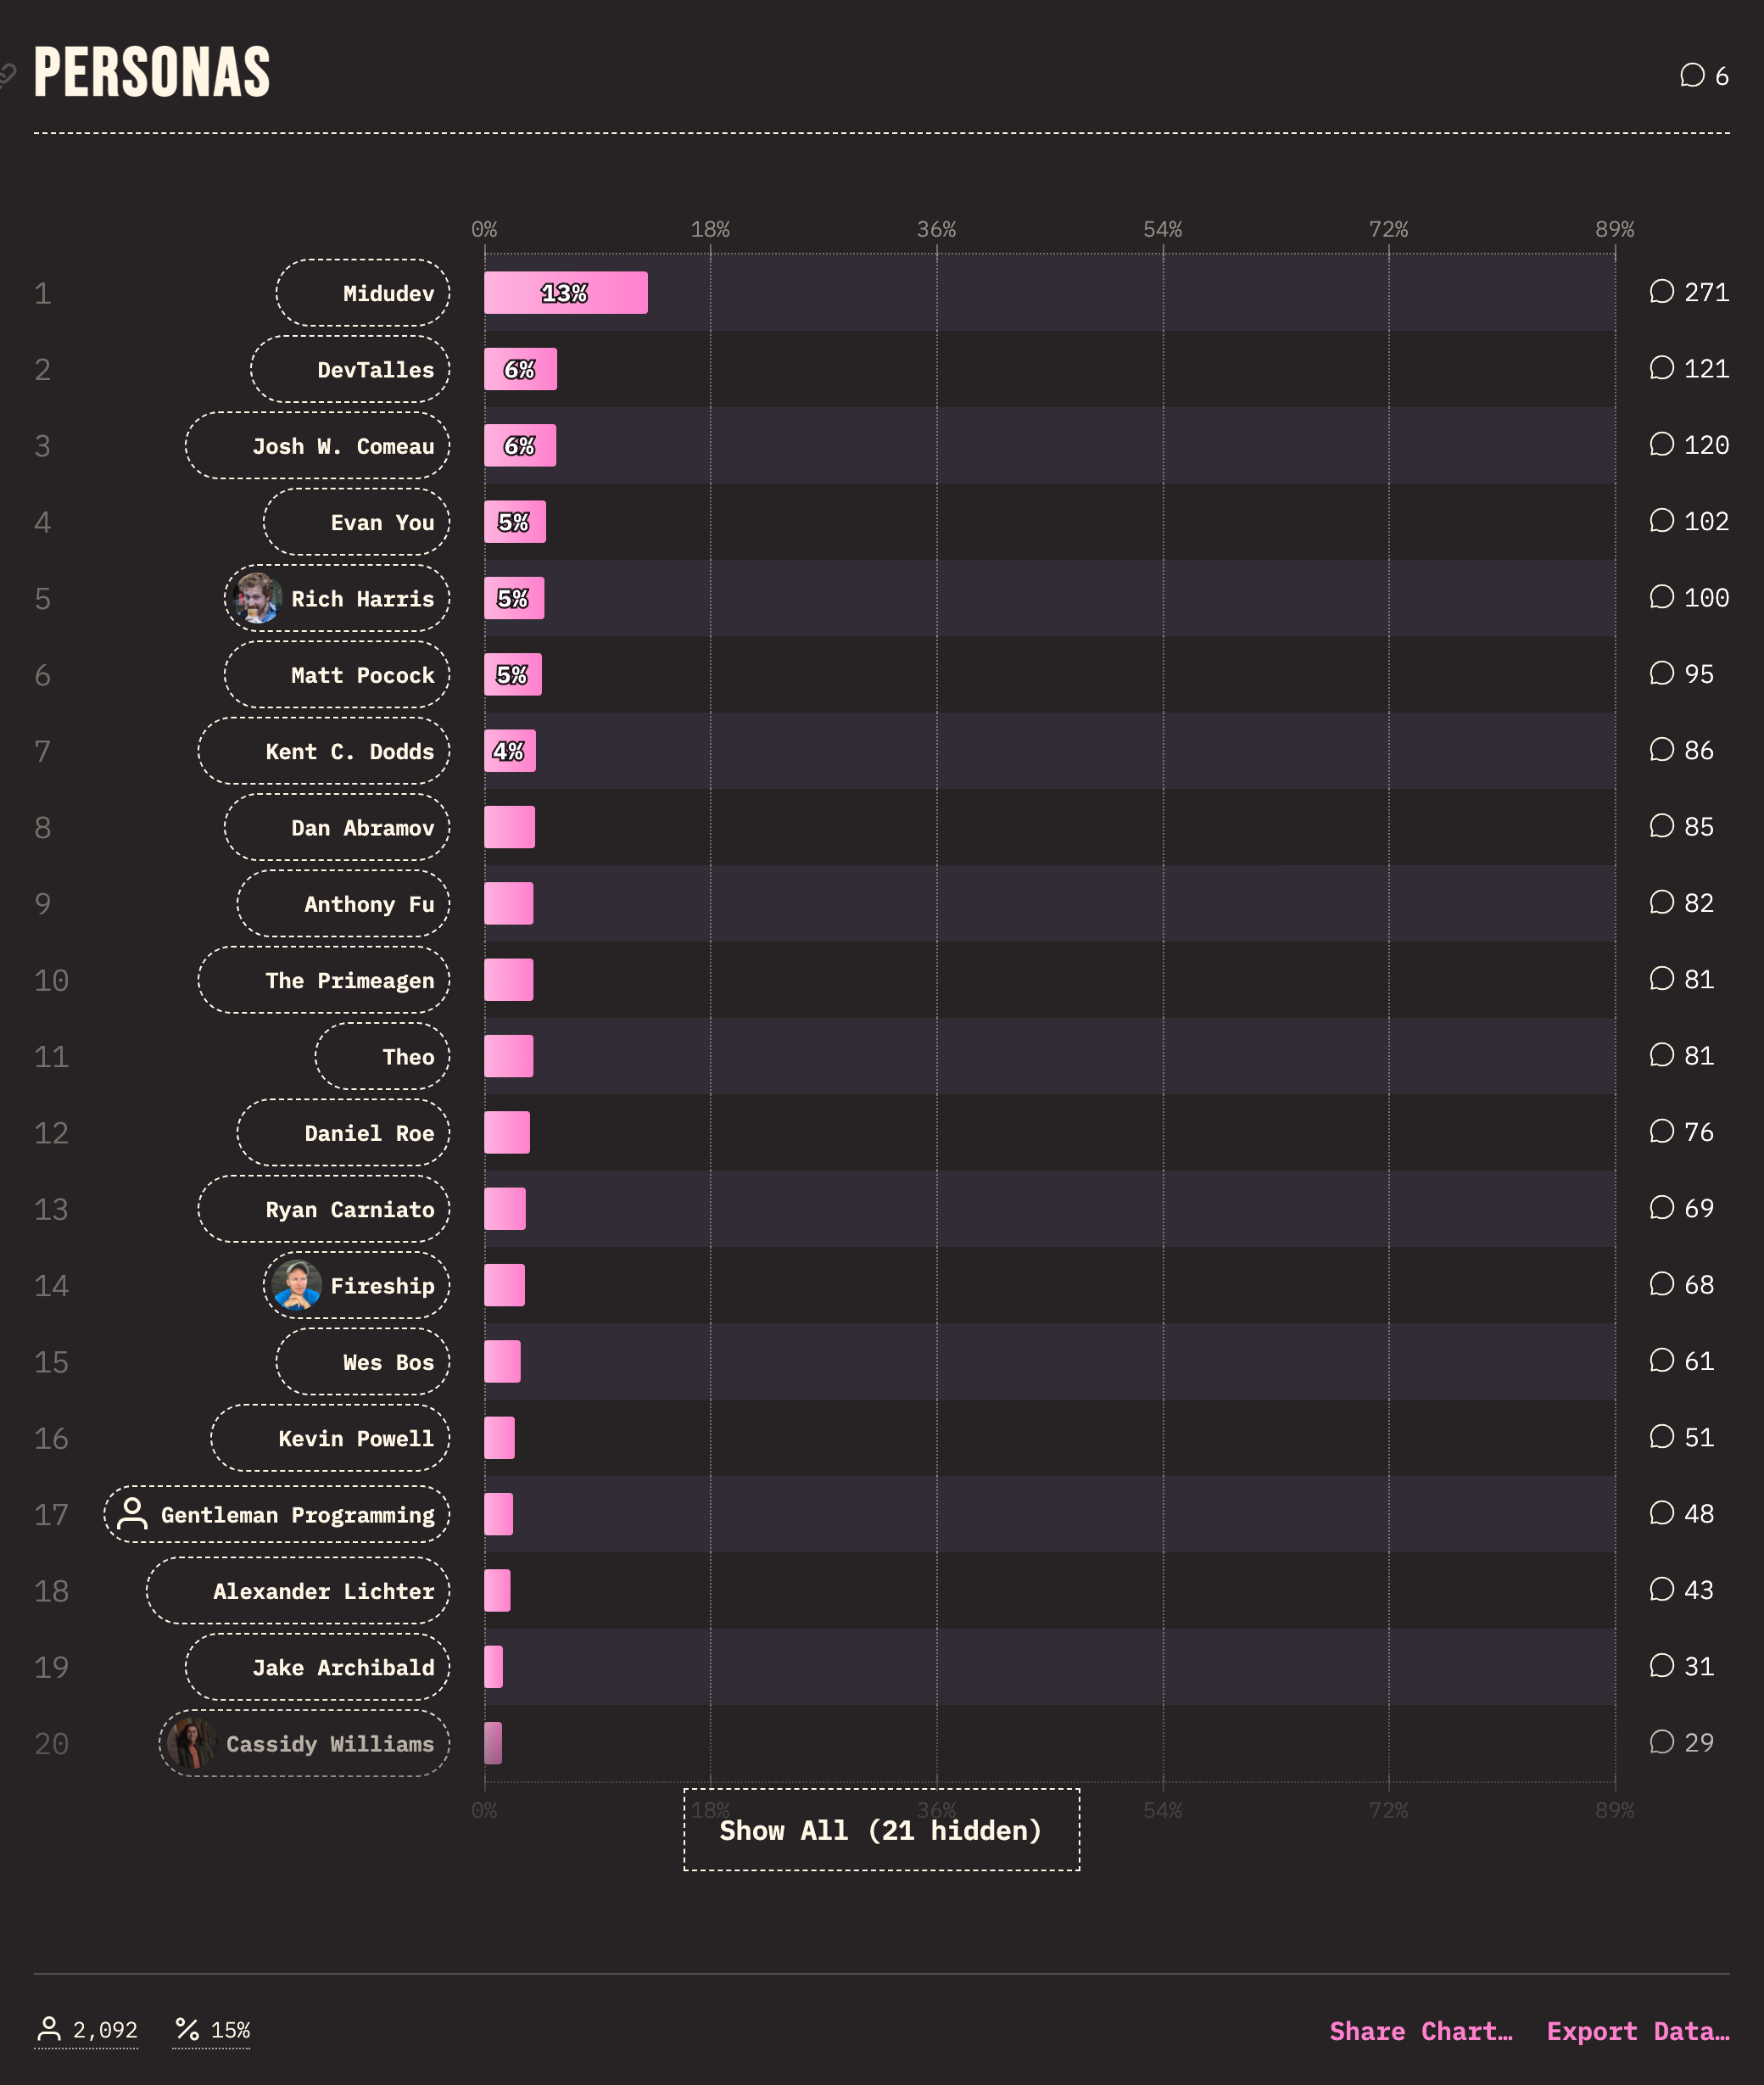 PERSONAS 6
0% 18% 36% 54% 72% 89%
1 Midudev 13% 271
2 DevTalles 6% 121
3 Josh W. Comeau 6% 120
4 Evan You 5% 102
5 Rich Harris 5% 100
6 Matt Pocock 5% 95
7 Kent C. Dodds 4% 86
8 Dan Abramov 85
9 Anthony Fu 82
10 The Primeagen 81
11 Theo 81
12 Daniel Roe 76
13 Ryan Carniato 69
14 Fireship 68
15 Wes Bos 61
16 Kevin Powell 51
17 Gentleman Programming 48
18 Alexander Lichter 43
19 Jake Archibald 31
20 Cassidy Williams 29
0% 18% 36% 54% 72% 89%
Show All (21 hidden)
2,092 15% Share Chart… Export Data…